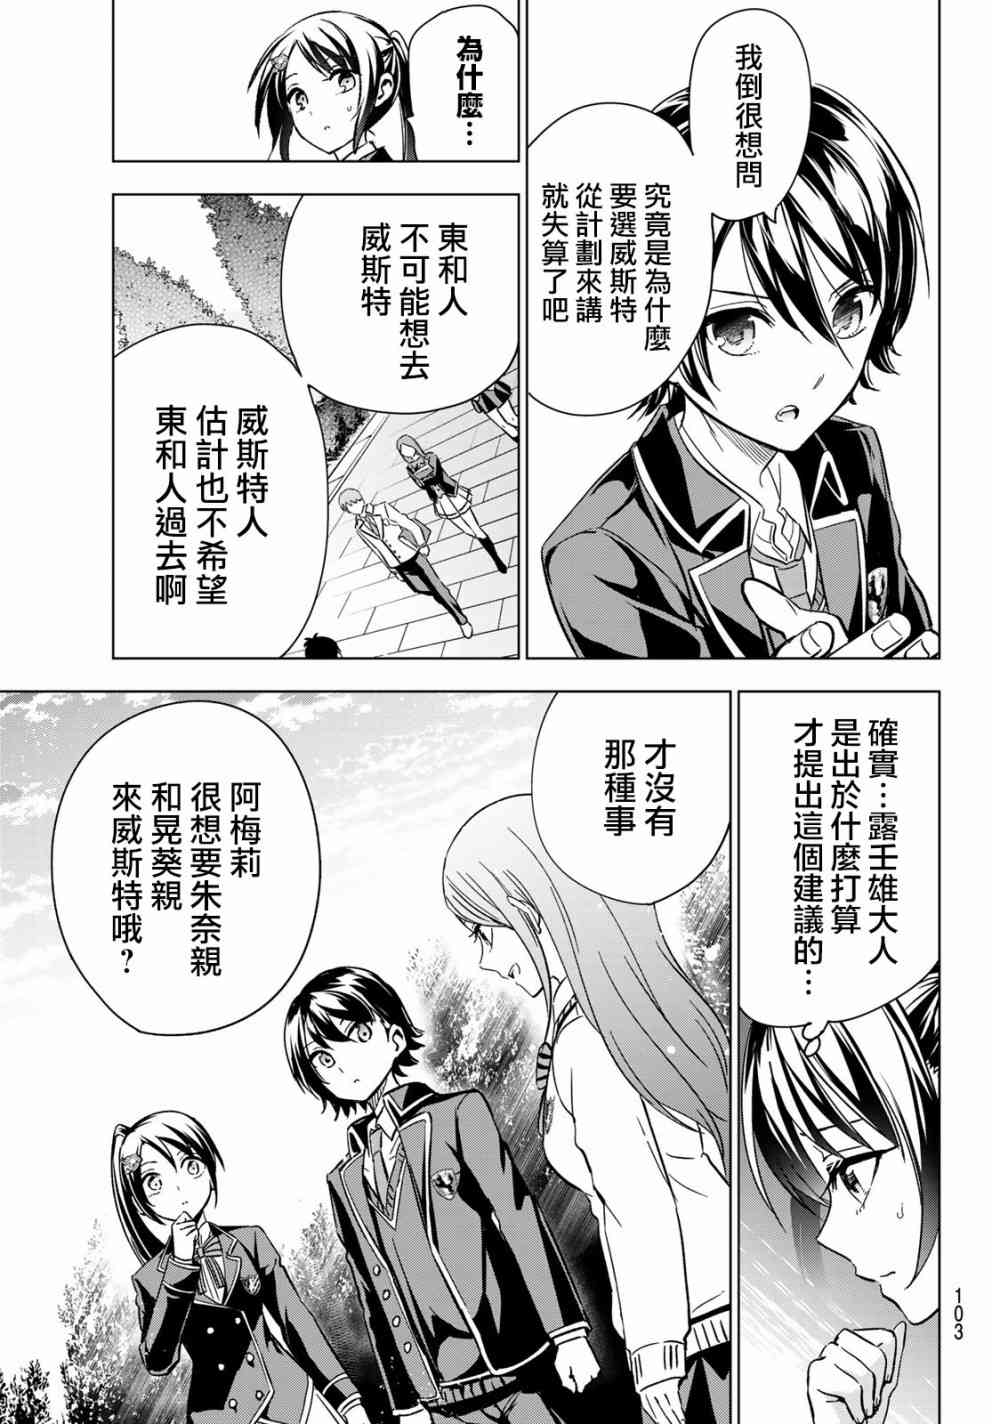 我倒很想問
究竟是為什麼
要選威斯特
從計劃來講
就失算了吧
為什麼…
東和人
不可能想去
威斯特
威斯特人
估計也不希望
東和人過去啊
確實…露壬雄大人
是出於什麼打算
才提出這個建議的…
才沒有
那種事
阿梅莉
很想要朱奈親
和晃葵親
來威斯特哦?
103